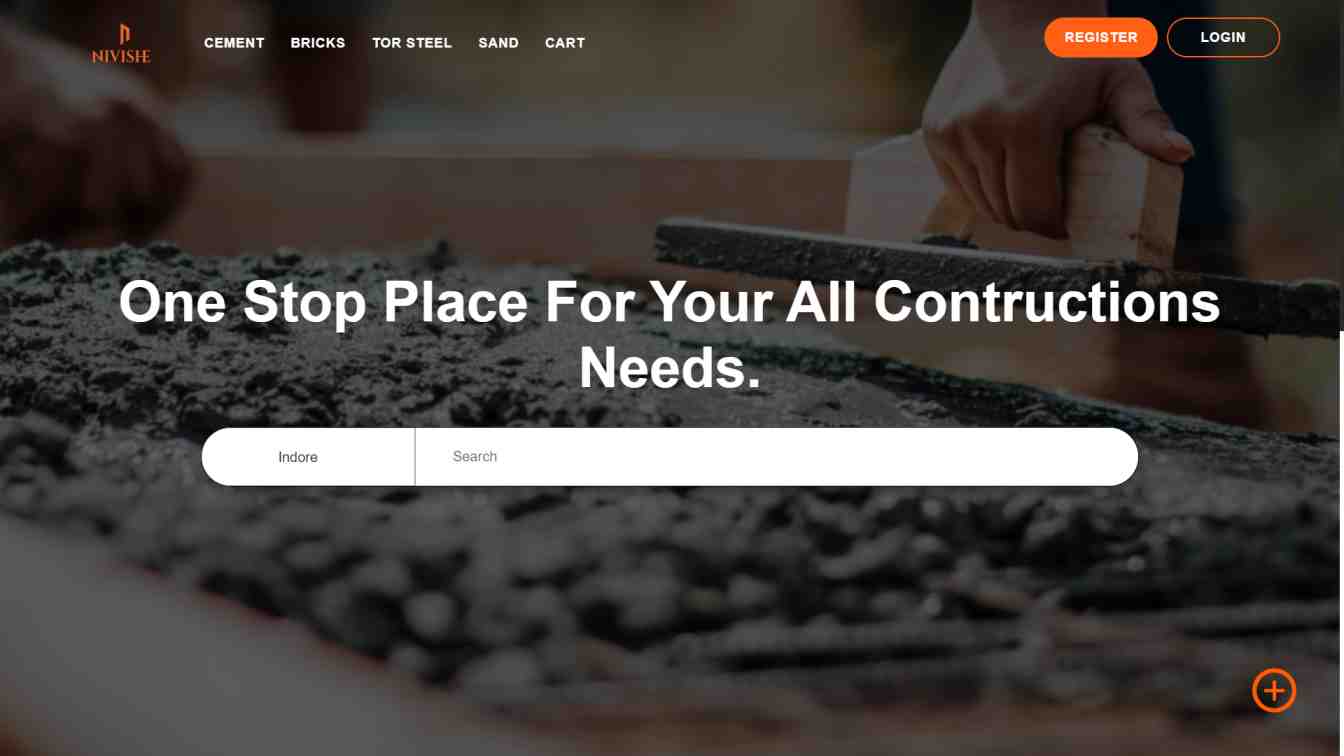 NIVISHE
CEMENT BRICKS TOR STEEL SAND CART REGISTER LOGIN
One Stop Place For Your All Contructions
Needs.
Indore Search